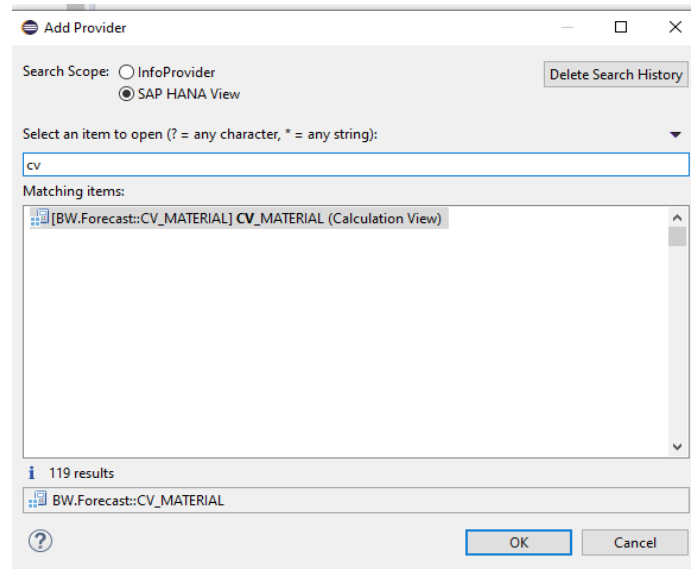 Add Provider
Search Scope: InfoProvider
SAP HANA View
Delete Search History
Select an item to open (? = any character, * = any string):
cv
Matching items:
[BW.Forecast::CV_MATERIAL] CV_MATERIAL (Calculation View)
119 results
BW.Forecast::CV_MATERIAL
OK Cancel